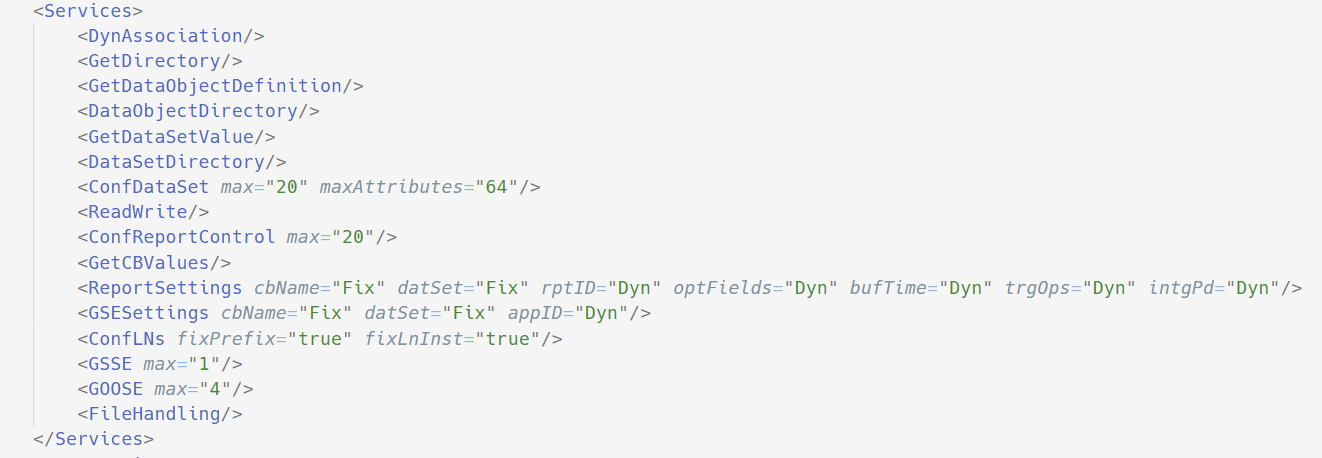 <Services>
<DynAssociation/>
<GetDirectory/>
<GetDataObjectDefinition/>
<DataObjectDirectory/>
<GetDataSetValue/>
<DataSetDirectory/>
<ConfDataSet max="20" maxAttributes="64"/>
<ReadWrite/>
<ConfReportControl max="20"/>
<GetCBValues/>
<ReportSettings cbName="Fix" datSet="Fix" rptID="Dyn" optFields="Dyn" bufTime="Dyn" trgOps="Dyn" intgPd="Dyn"/>
<GSESettings cbName="Fix" datSet="Fix" appID="Dyn"/>
<ConfLNs fixPrefix="true" fixLnInst="true"/>
<GSSE max="1"/>
<GOOSE max="4"/>
<FileHandling/>
</Services>